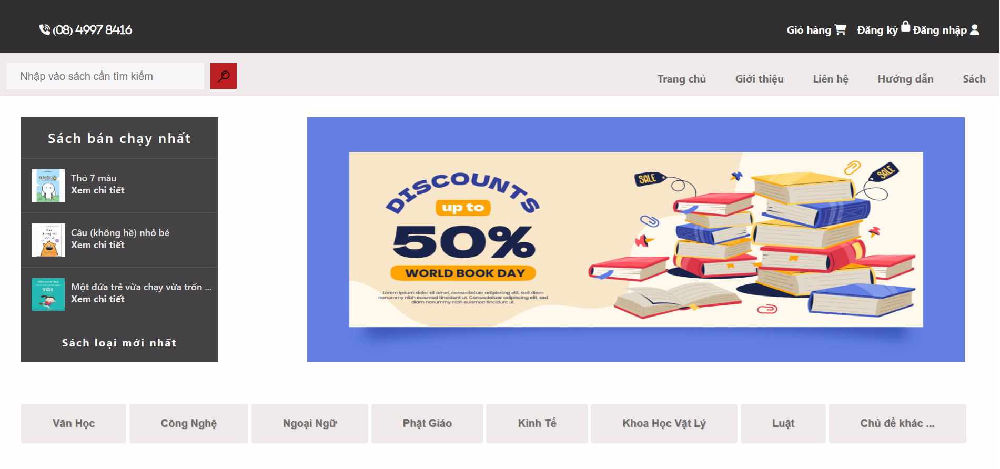 (08) 4997 8416
Giỏ hàng Đăng ký Đăng nhập
Nhập vào sách cần tìm kiếm
Trang chủ Giới thiệu Liên hệ Hướng dẫn Sách
Sách bán chạy nhất
Thỏ 7 màu
Xem chi tiết
Câu (không hề) nhỏ bé
Xem chi tiết
Một đứa trẻ vừa chạy vừa trốn ...
Xem chi tiết
Sách loại mới nhất
DISCOUNTS
up to
50%
WORLD BOOK DAY
Lorem ipsum dolor sit amet, consectetuer adipiscing elit, sed diam
nonummy nibh euismod tincidunt ut. Consectetuer adipiscing elit, sed
diam nonummy nibh euismod tincidunt ut.
SALE
SALE
Văn Học Công Nghệ Ngoại Ngữ Phật Giáo Kinh Tế Khoa Học Vật Lý Luật Chủ đề khác ...